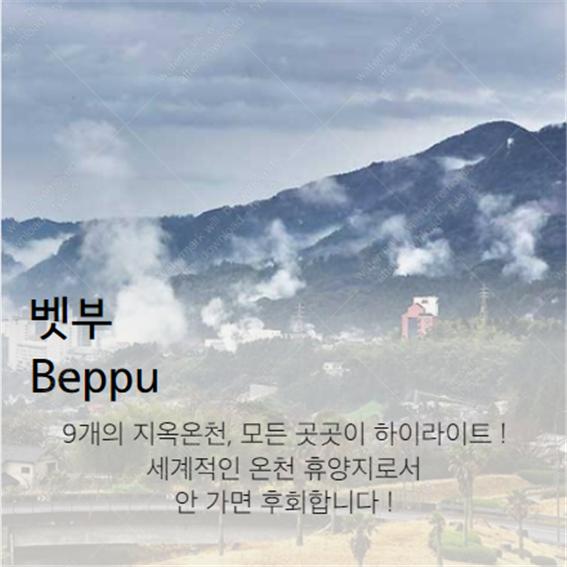 벳부
Beppu
9개의 지옥온천, 모든 곳곳이 하이라이트 !
세계적인 온천 휴양지로서
안 가면 후회합니다 !